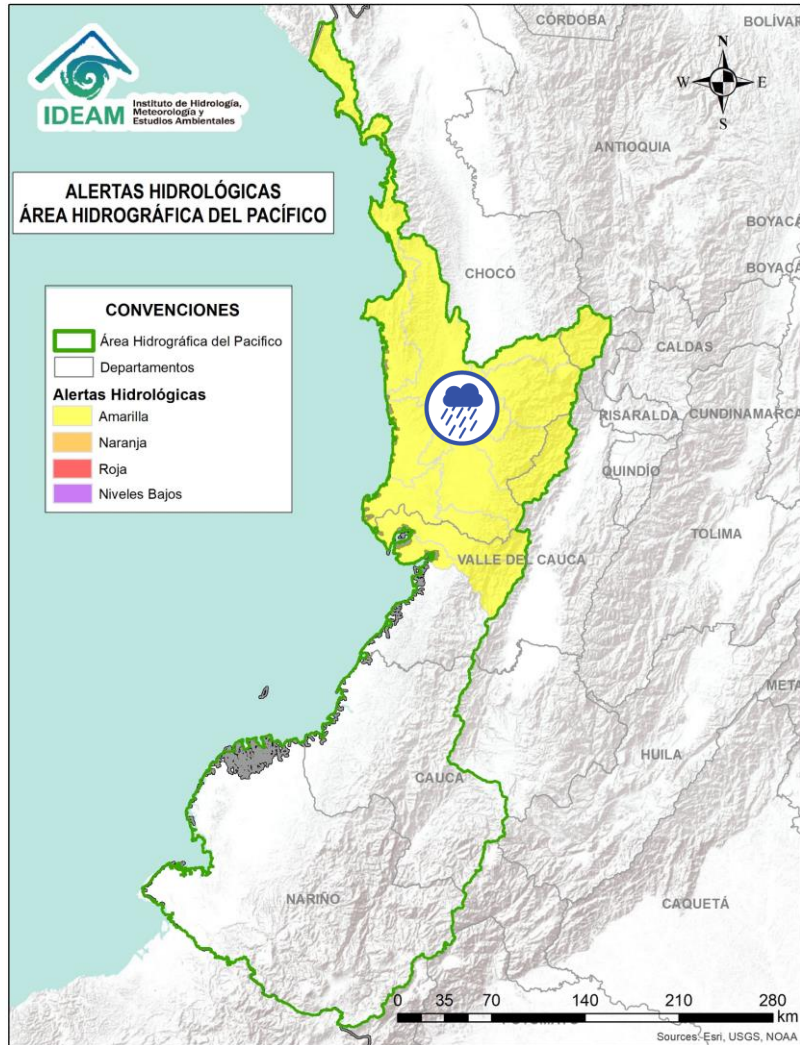 IDEAM
Instituto de Hidrología,
Meteorología y
Estudios Ambientales
ALERTAS HIDROLÓGICAS
ÁREA HIDROGRÁFICA DEL PACÍFICO
CONVENCIONES
Área Hidrográfica del Pacifico
Departamentos
Alertas Hidrológicas
Amarilla
Naranja
Roja
Niveles Bajos
N
W
E
S
CÓRDOBA
BOLÍVAR
ANTIOQUIA
BOYACÁ
CHOCÓ
BOYACÁ
CALDAS
RISARALDA
CUNDINAMARCA
QUINDÍO
TOLIMA
VALLE DEL CAUCA
META
HUILA
CAUCA
NARIÑO
CAQUETÁ
0 35 70 140 210 280
km
Sources: Esri, USGS, NOAA